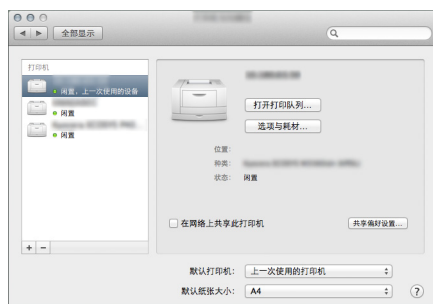 全部显示
打印机
闲置，上一次使用的设备
闲置
闲置
打开打印队列...
选项与耗材...
位置:
种类:
状态: 闲置
在网络上共享此打印机
共享偏好设置...
+ −
默认打印机: 上一次使用的打印机
默认纸张大小: A4
?